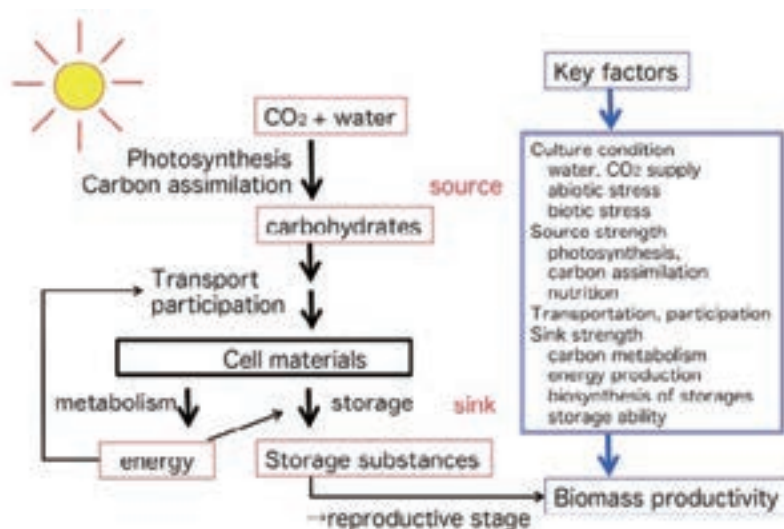 CO2 + water
Photosynthesis
Carbon assimilation
source
carbohydrates
Transport
participation
Cell materials
metabolism
storage
sink
energy
Storage substances
→reproductive stage
Key factors
Culture condition
water, CO2 supply
abiotic stress
biotic stress
Source strength
photosynthesis,
carbon assimilation
nutrition
Transportation, participation
Sink strength
carbon metabolism
energy production
biosynthesis of storages
storage ability
Biomass productivity